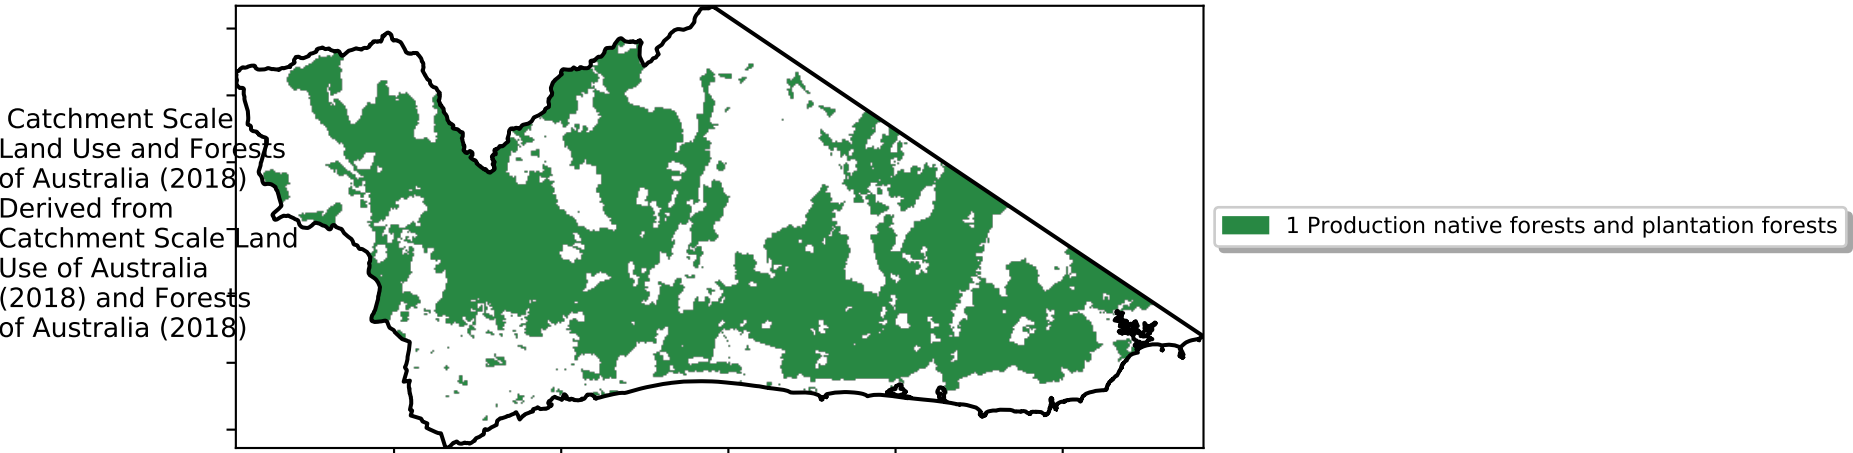 Catchment Scale
Land Use and Forests
of Australia (2018)
Derived from
Catchment Scale Land
Use of Australia
(2018) and Forests
of Australia (2018)
1 Production native forests and plantation forests